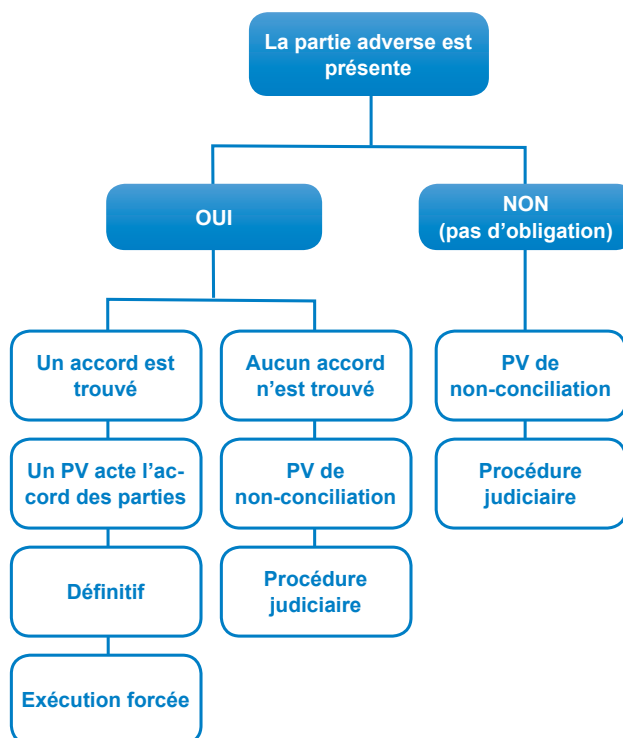 La partie adverse est
présente
OUI
NON
(pas d'obligation)
Un accord est
trouvé
Aucun accord
n'est trouvé
PV de
non-conciliation
Un PV acte l'ac-
cord des parties
PV de
non-conciliation
Procédure
judiciaire
Définitif
Procédure
judiciaire
Exécution forcée